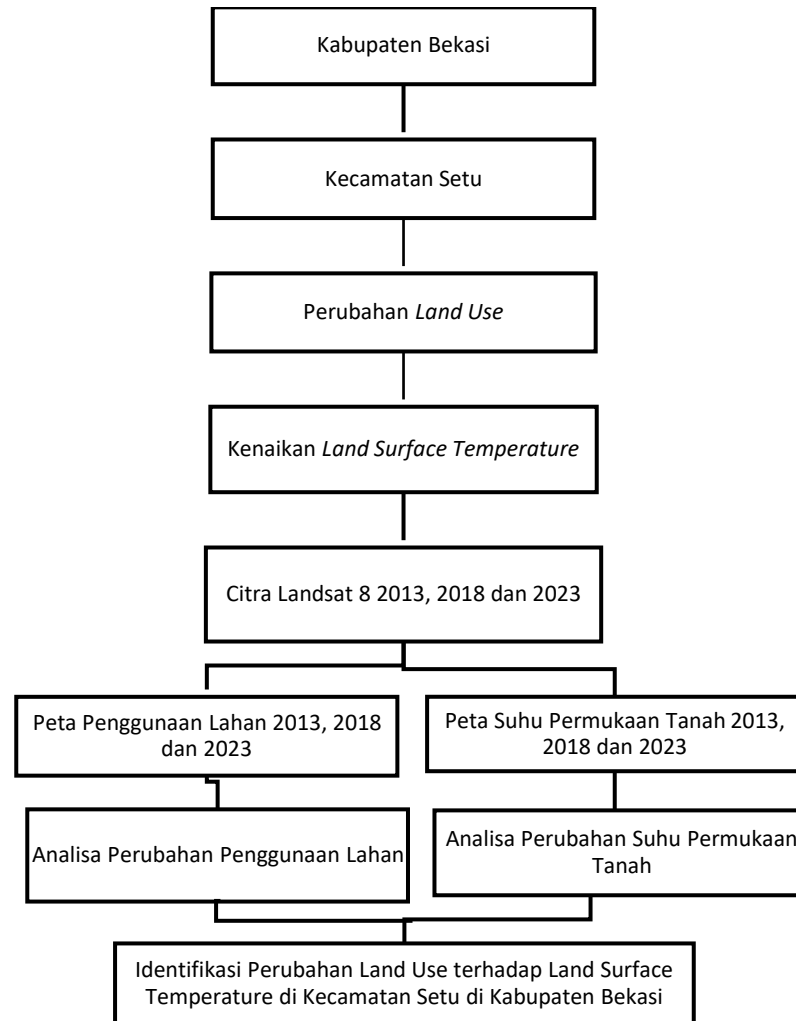 Kabupaten Bekasi
Kecamatan Setu
Perubahan Land Use
Kenaikan Land Surface Temperature
Citra Landsat 8 2013, 2018 dan 2023
Peta Penggunaan Lahan 2013, 2018
dan 2023
Peta Suhu Permukaan Tanah 2013,
2018 dan 2023
Analisa Perubahan Penggunaan Lahan
Analisa Perubahan Suhu Permukaan
Tanah
Identifikasi Perubahan Land Use terhadap Land Surface
Temperature di Kecamatan Setu di Kabupaten Bekasi